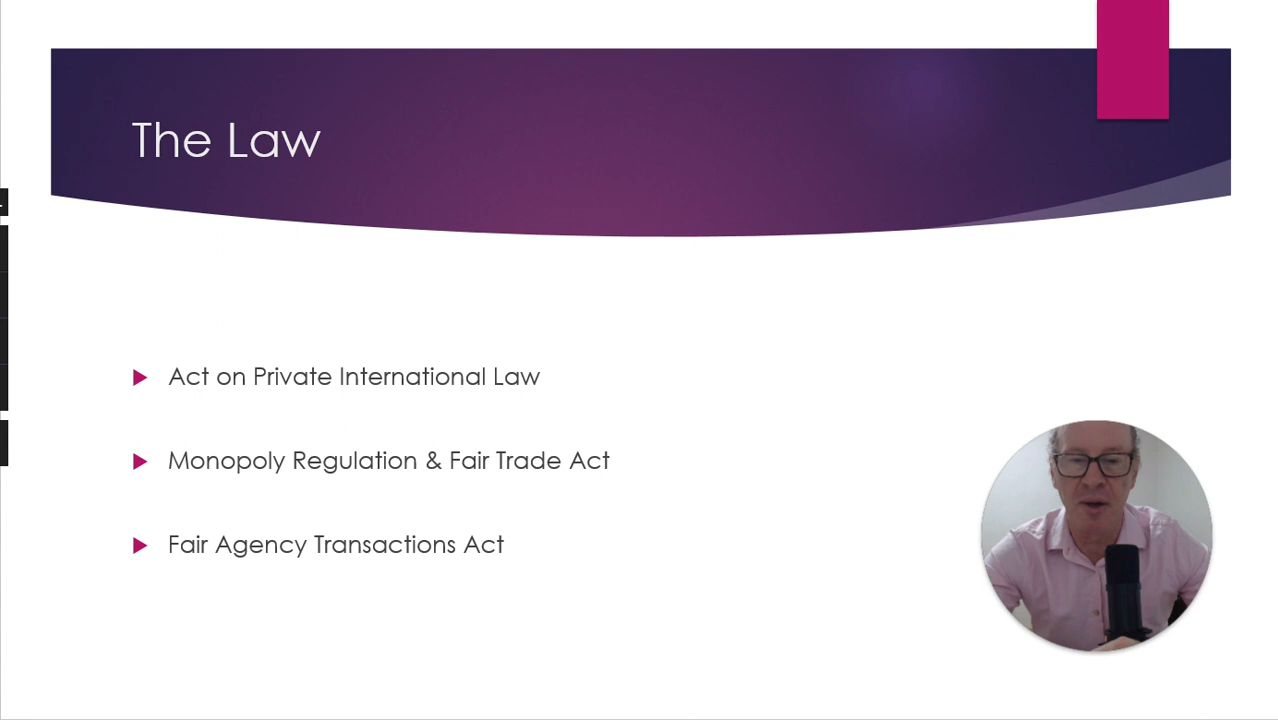 The Law
Act on Private International Law
Monopoly Regulation & Fair Trade Act
Fair Agency Transactions Act